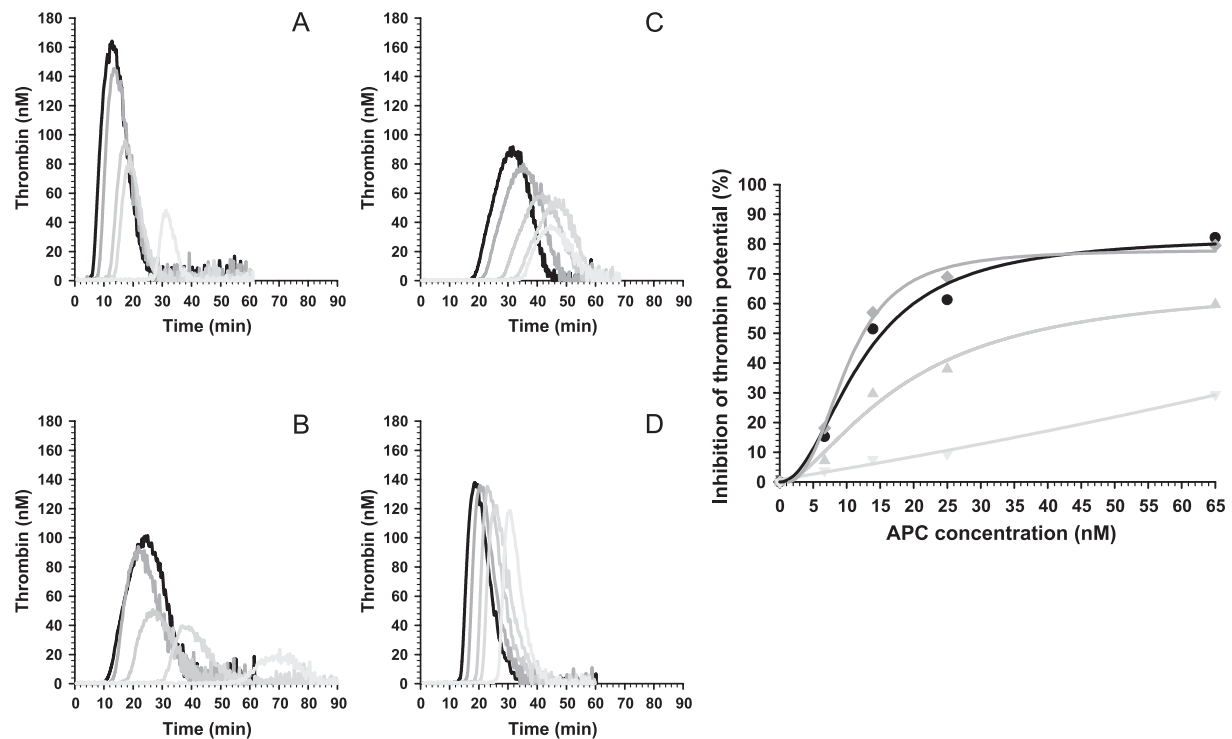 A
180
160
140
120
100
80
60
40
20
0
Thrombin (nM)
0 10 20 30 40 50 60 70 80 90
Time (min)
C
180
160
140
120
100
80
60
40
20
0
Thrombin (nM)
0 10 20 30 40 50 60 70 80 90
Time (min)
B
180
160
140
120
100
80
60
40
20
0
Thrombin (nM)
0 10 20 30 40 50 60 70 80 90
Time (min)
D
180
160
140
120
100
80
60
40
20
0
Thrombin (nM)
0 10 20 30 40 50 60 70 80 90
Time (min)
100
90
80
70
60
50
40
30
20
10
0
Inhibition of thrombin potential (%)
0 5 10 15 20 25 30 35 40 45 50 55 60 65
APC concentration (nM)